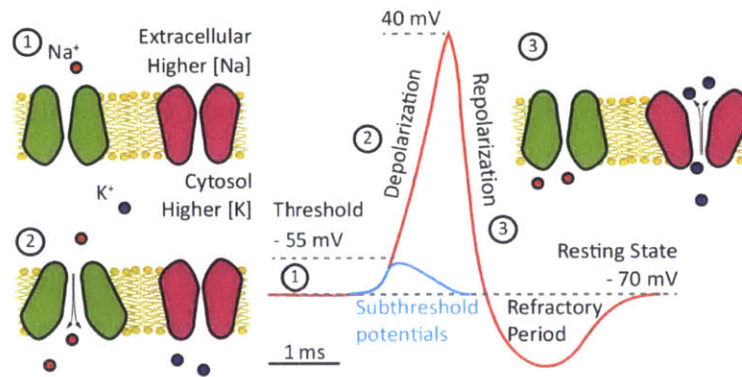 1
Na⁺
Extracellular
Higher [Na]
K⁺
Cytosol
Higher [K]
2
40 mV
Depolarization
2
Repolarization
3
Threshold
- 55 mV
1
Subthreshold
potentials
1 ms
3
Resting State
- 70 mV
Refractory
Period